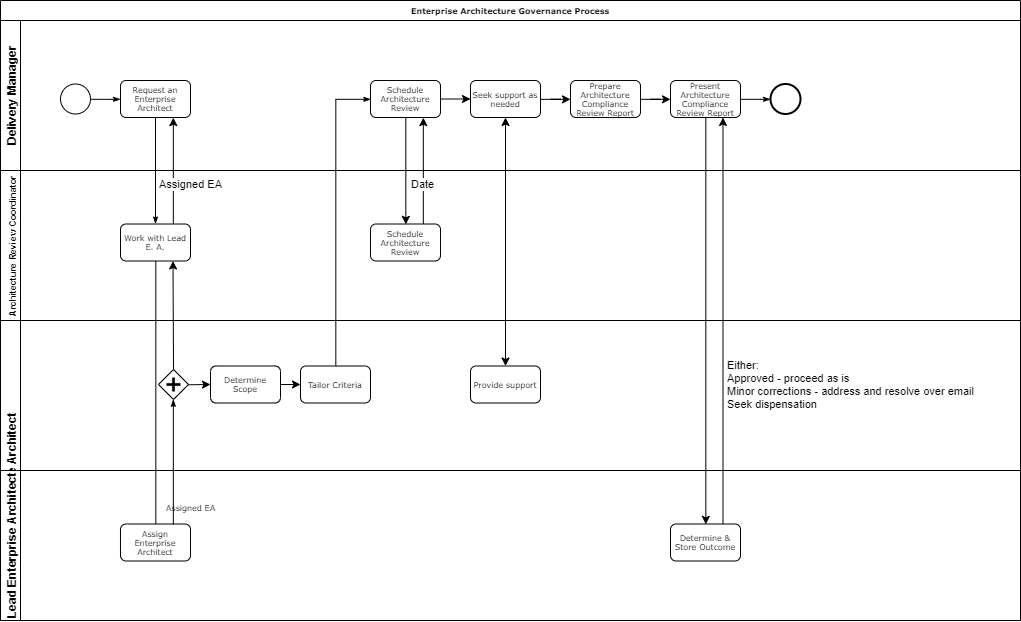 Enterprise Architecture Governance Process
Delivery Manager
Request an
Enterprise
Architect
Schedule
Architecture
Review
Seek support as
needed
Prepare
Architecture
Compliance
Review Report
Present
Architecture
Compliance
Review Report
Architecture Review Coordinator
Assigned EA
Date
Work with Lead
E. A.
Schedule
Architecture
Review
Determine
Scope
Tailor Criteria
Provide support
Either:
Approved - proceed as is
Minor corrections - address and resolve over email
Seek dispensation
Lead Enterprise Architect
Assigned EA
Assign
Enterprise
Architect
Determine &
Store Outcome